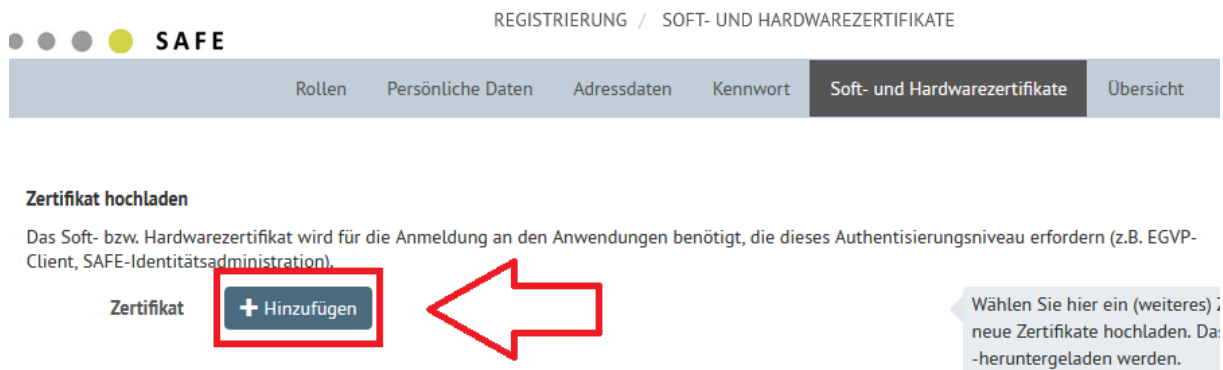 REGISTRIERUNG / SOFT- UND HARDWAREZERTIFIKATE
SAFE
Rollen Persönliche Daten Adressdaten Kennwort Soft- und Hardwarezertifikate Übersicht
Zertifikat hochladen
Das Soft- bzw. Hardwarezertifikat wird für die Anmeldung an den Anwendungen benötigt, die dieses Authentisierungsniveau erfordern (z.B. EGVP-
Client, SAFE-Identitätsadministration).
Zertifikat + Hinzufügen
Wählen Sie hier ein (weiteres)
neue Zertifikate hochladen.
-heruntergeladen werden.